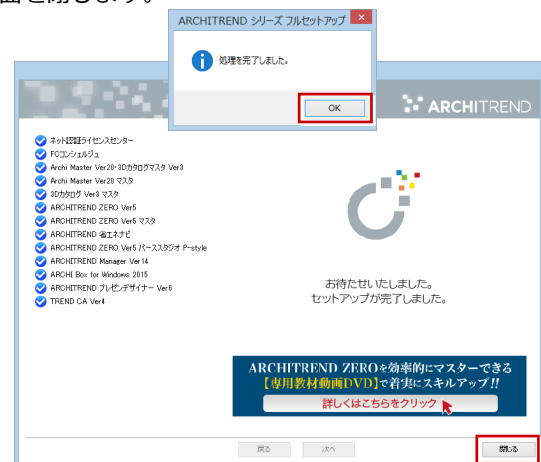 面を閉じます。
ARCHITREND シリーズ フルセットアップ
処理を完了しました。
OK
ARCHITREND
ネット認証ライセンスセンター
FCコンシェルジュ
Archi Master Ver20・3Dカタログマスタ Ver3
Archi Master Ver20 マスタ
3Dカタログ Ver3 マスタ
ARCHITREND ZERO Ver5
ARCHITREND ZERO Ver5 マスタ
ARCHITREND 省エネナビ
ARCHITREND ZERO Ver5 パーススタジオ P-style
ARCHITREND Manager Ver14
ARCHI Box for Windows 2015
ARCHITREND プレゼンデザイナー Ver6
TREND CA Ver4
お待たせいたしました。
セットアップが完了しました。
ARCHITREND ZEROを効率的にマスターできる
【専用教材動画DVD】で着実にスキルアップ!!
詳しくはこちらをクリック
戻る
次へ
閉じる